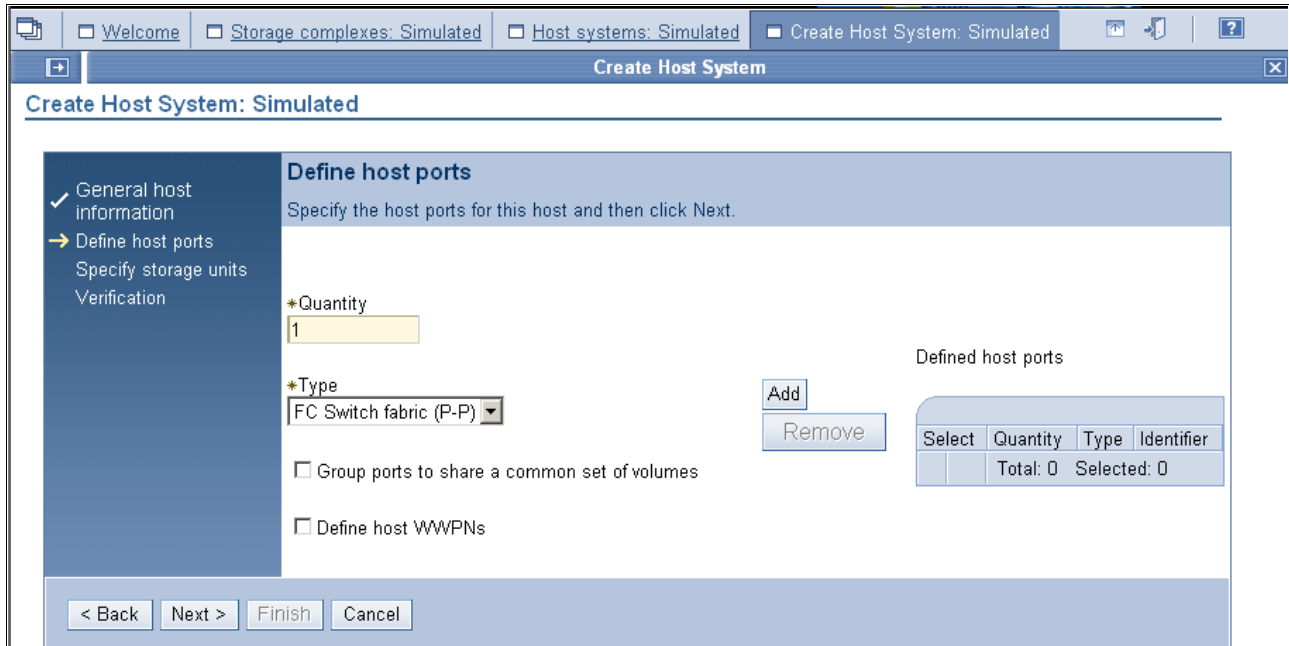 Welcome Storage complexes: Simulated Host systems: Simulated Create Host System: Simulated ?
Create Host System
Create Host System: Simulated
General host
information
Define host ports
Specify storage units
Verification
Define host ports
Specify the host ports for this host and then click Next.
*Quantity
1
*Type
FC Switch fabric (P-P)
Group ports to share a common set of volumes
Define host WWPNs
Add
Remove
Defined host ports
Select Quantity Type Identifier
Total: 0 Selected: 0
< Back Next > Finish Cancel